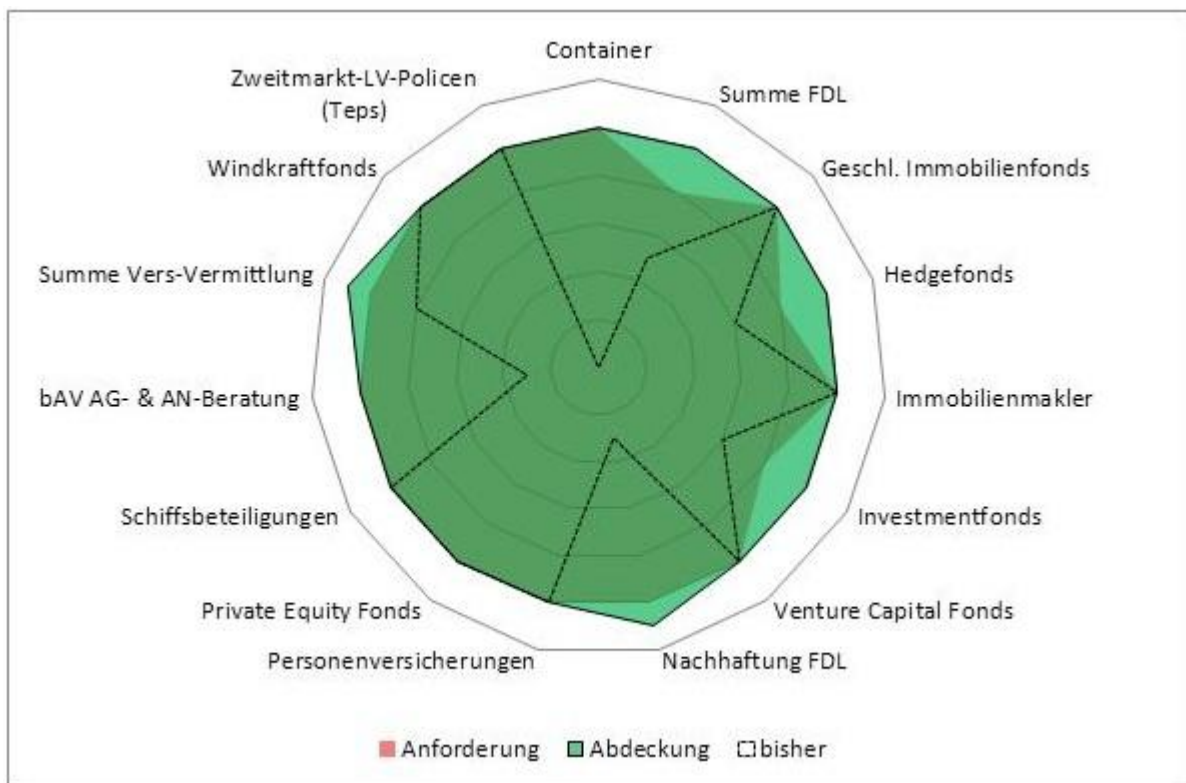 Container
Zweitmarkt-LV-Policen
(Teps)
Summe FDL
Windkraftfonds
Geschl. Immobilienfonds
Summe Vers-Vermittlung
Hedgefonds
bAV AG- & AN-Beratung
Immobilienmakler
Schiffsbeteiligungen
Investmentfonds
Private Equity Fonds
Venture Capital Fonds
Personenversicherungen
Nachhaftung FDL
Anforderung
Abdeckung
bisher